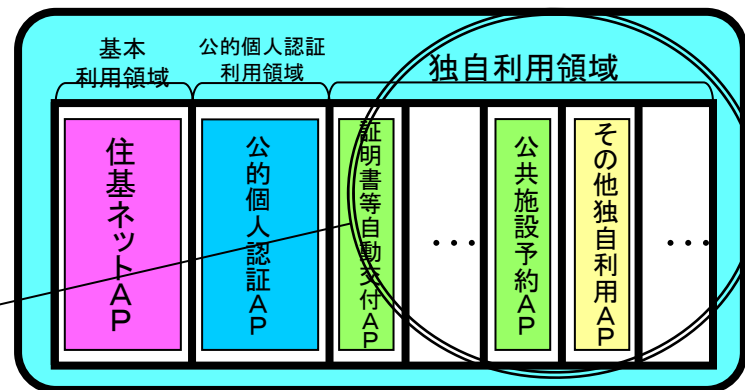 基本
利用領域
公的個人認証
利用領域
独自利用領域
住基ネットAP
公的個人認証AP
証明書等自動交付AP
・・・
公共施設予約AP
その他独自利用AP
・・・